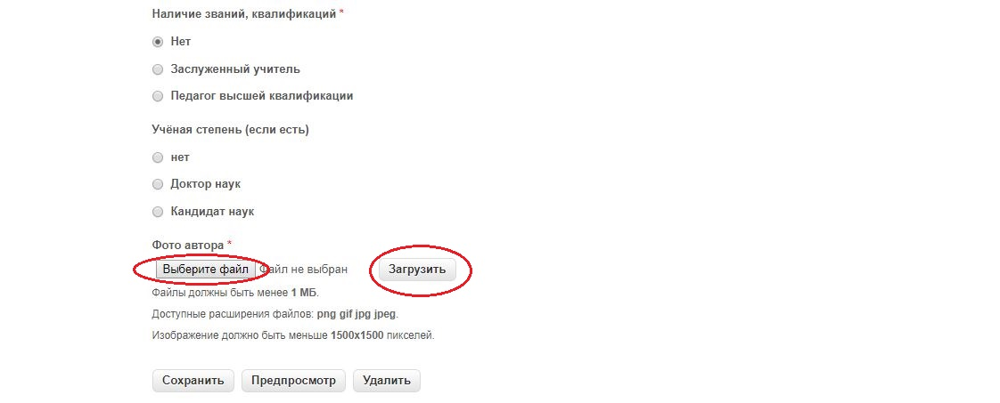 Наличие званий, квалификаций *
Нет
Заслуженный учитель
Педагог высшей квалификации
Учёная степень (если есть)
нет
Доктор наук
Кандидат наук
Фото автора *
Выберите файл Файл не выбран Загрузить
Файлы должны быть менее 1 МБ.
Доступные расширения файлов: png gif jpg jpeg.
Изображение должно быть меньше 1500x1500 пикселей.
Сохранить Предпросмотр Удалить